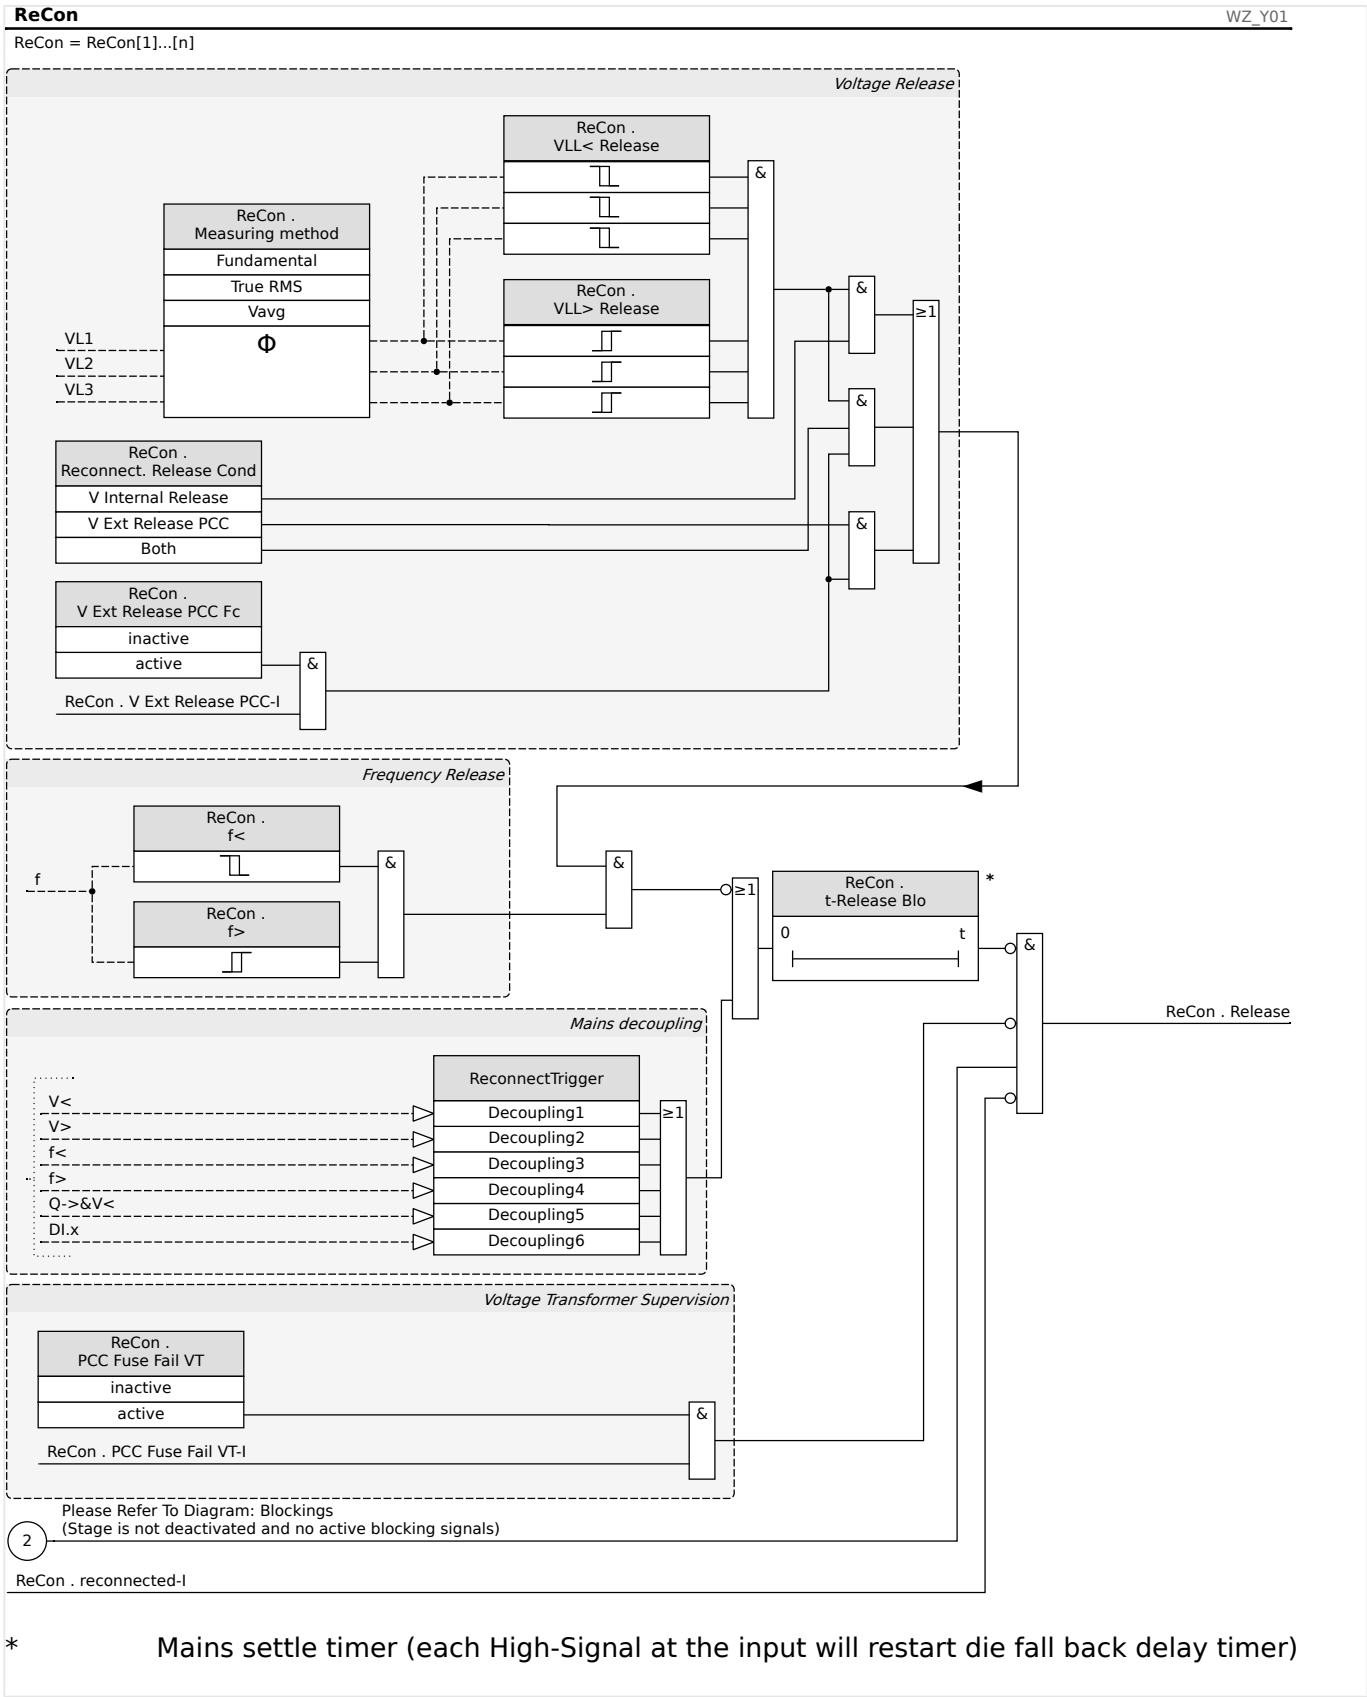 ReCon
WZ_Y01
ReCon = ReCon[1]...[n]
Voltage Release
ReCon .
VLL< Release
&
ReCon .
Measuring method
Fundamental
True RMS
Vavg
Φ
VL1
VL2
VL3
ReCon .
VLL> Release
&
≥1
&
ReCon .
Reconnect. Release Cond
V Internal Release
V Ext Release PCC
Both
&
ReCon .
V Ext Release PCC Fc
inactive
active
&
ReCon . V Ext Release PCC-I
Frequency Release
ReCon .
f<
f
&
ReCon .
f>
&
≥1
ReCon .
t-Release Blo
*
0
t
&
ReCon . Release
Mains decoupling
ReconnectTrigger
V<
Decoupling1
≥1
V>
Decoupling2
f<
Decoupling3
f>
Decoupling4
Q->&V<
Decoupling5
DI.x
Decoupling6
Voltage Transformer Supervision
ReCon .
PCC Fuse Fail VT
inactive
active
&
ReCon . PCC Fuse Fail VT-I
Please Refer To Diagram: Blockings
(Stage is not deactivated and no active blocking signals)
2
ReCon . reconnected-I
* Mains settle timer (each High-Signal at the input will restart die fall back delay timer)